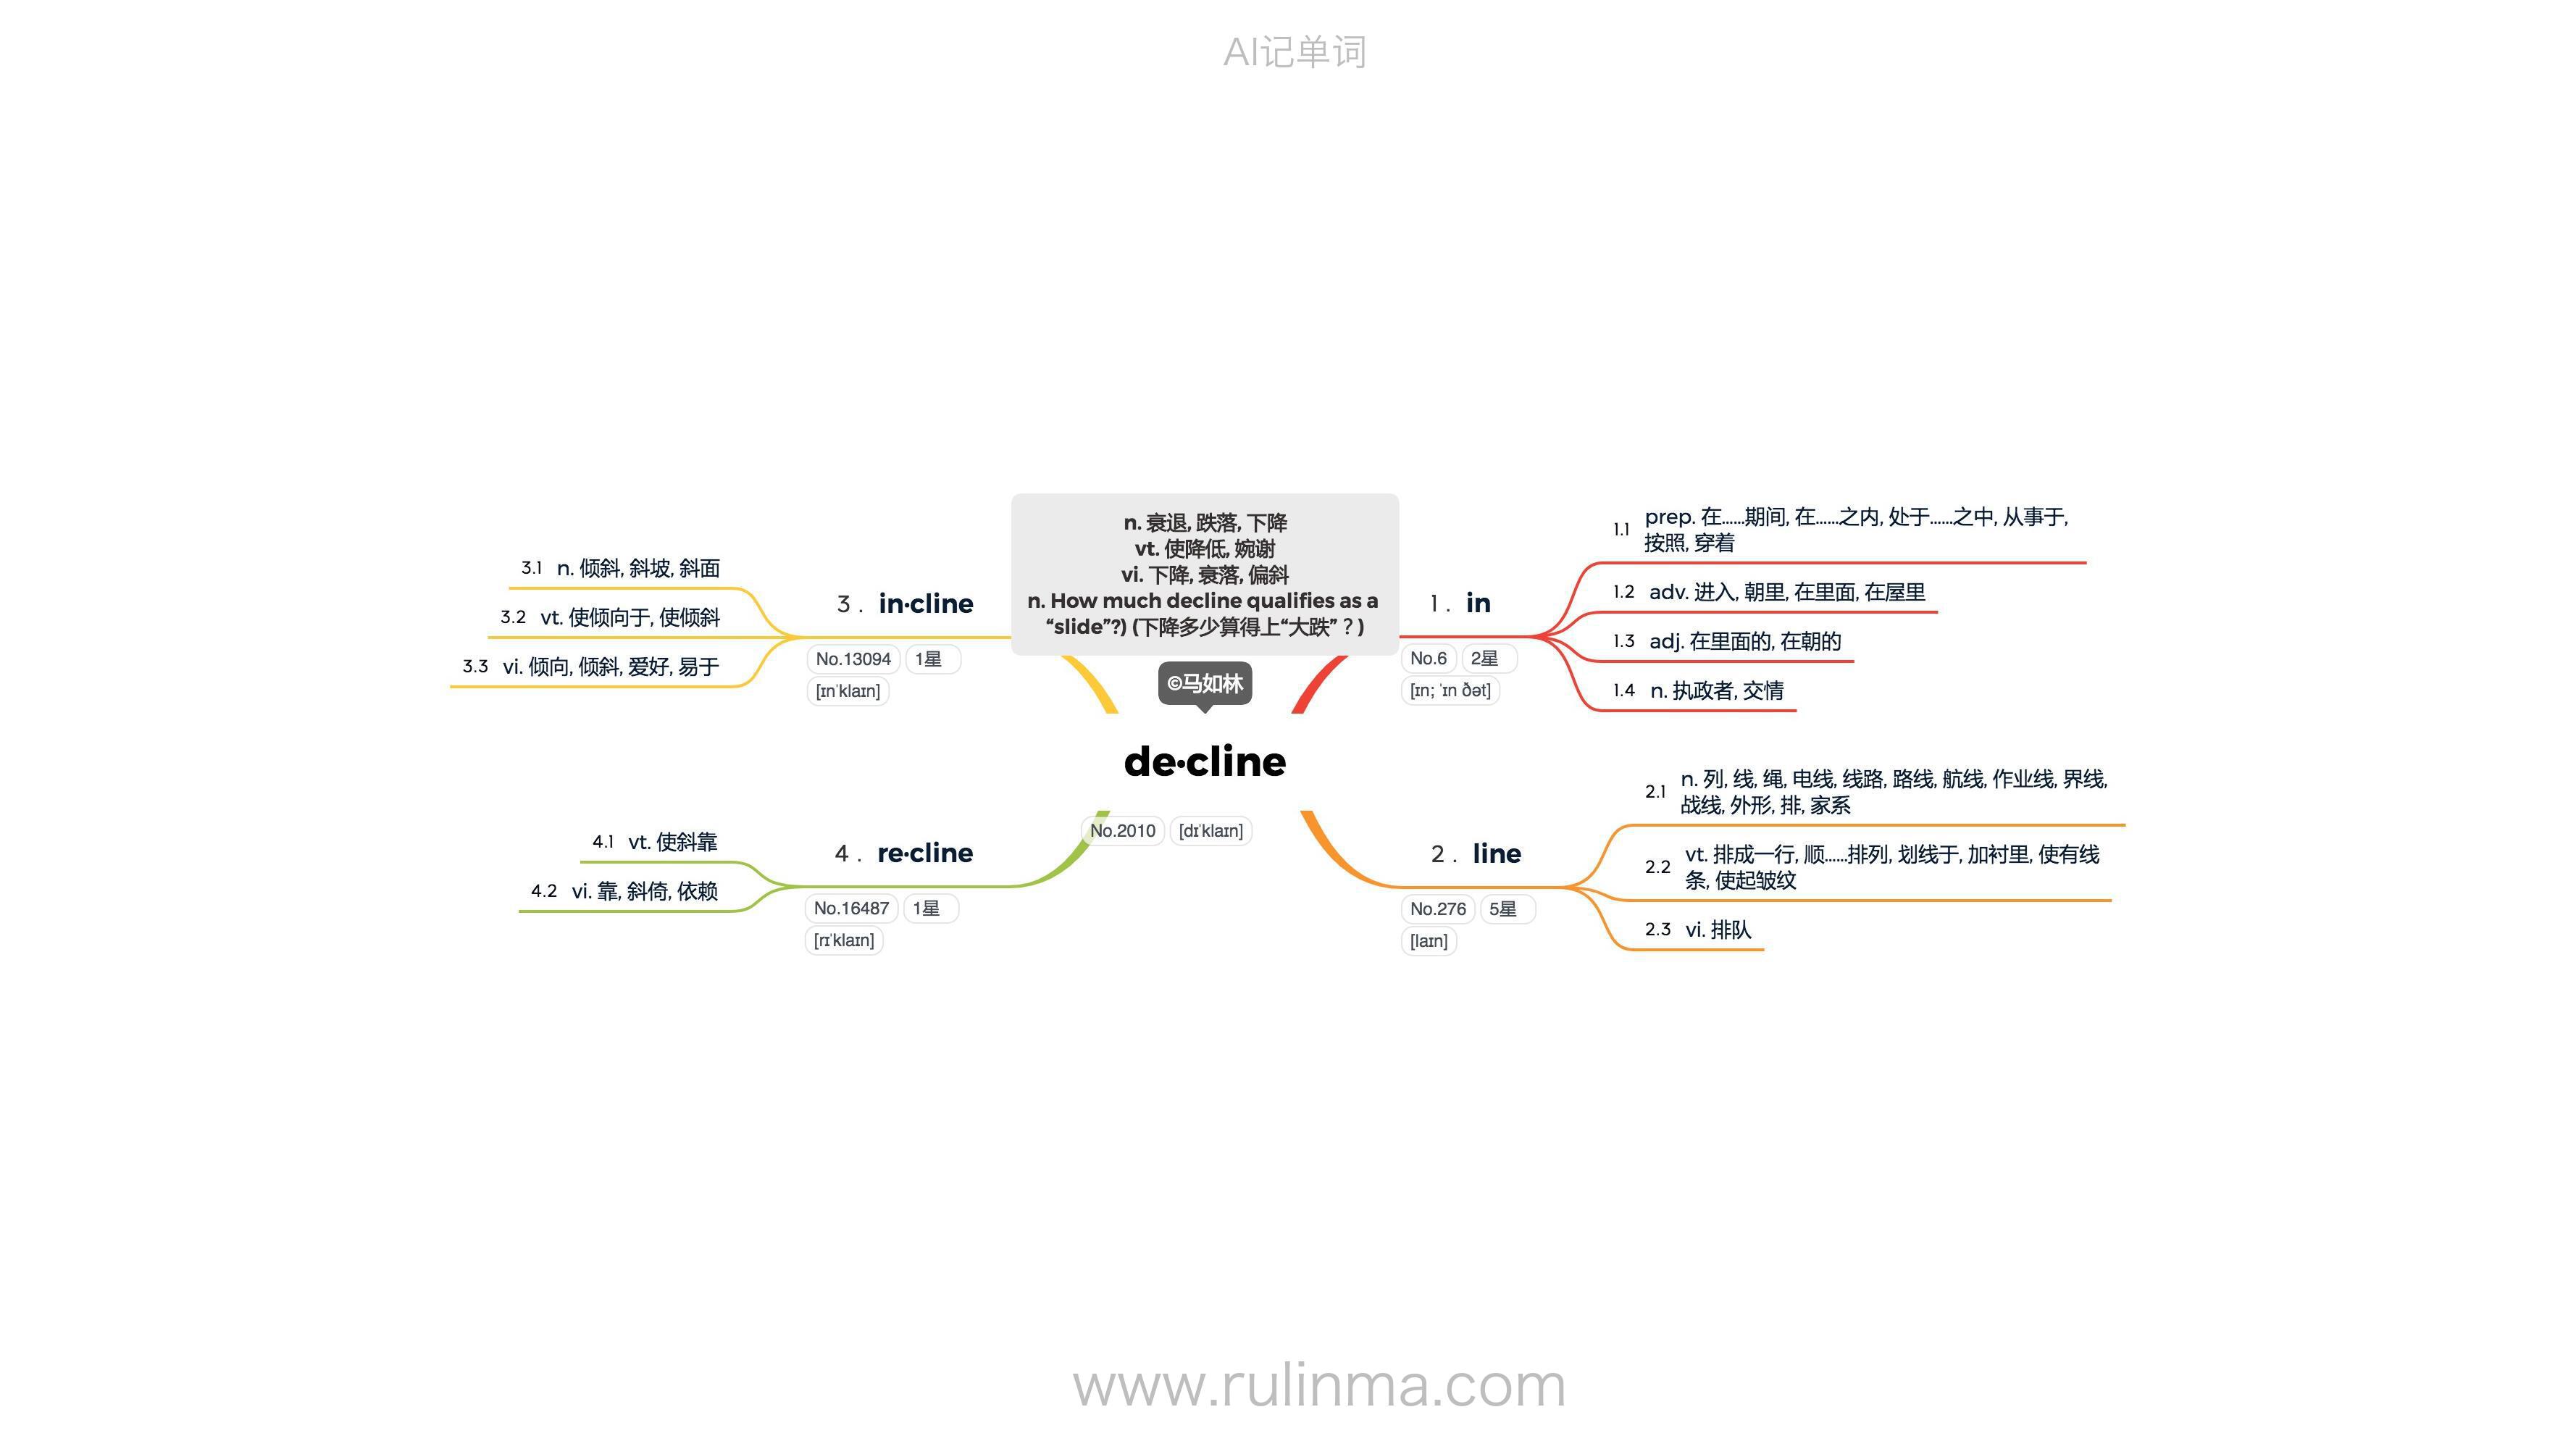 AI记单词
n. 衰退, 跌落, 下降
vt. 使降低, 婉谢
vi. 下降, 衰落, 偏斜
n. How much decline qualifies as a
“slide”?) (下降多少算得上“大跌”？)
©马如林
de·cline
No.2010 [dɪˈklaɪn]
1. in
No.6 2星
[ɪn; ˈɪn ðət]
1.1 prep. 在……期间, 在……之内, 处于……之中, 从事于,
按照, 穿着
1.2 adv. 进入, 朝里, 在里面, 在屋里
1.3 adj. 在里面的, 在朝的
1.4 n. 执政者, 交情
2. line
No.276 5星
[laɪn]
2.1 n. 列, 线, 绳, 电线, 线路, 路线, 航线, 作业线, 界线,
战线, 外形, 排, 家系
2.2 vt. 排成一行, 顺……排列, 划线于, 加衬里, 使有线
条, 使起皱纹
2.3 vi. 排队
3. in·cline
No.13094 1星
[ɪnˈklaɪn]
3.1 n. 倾斜, 斜坡, 斜面
3.2 vt. 使倾向于, 使倾斜
3.3 vi. 倾向, 倾斜, 爱好, 易于
4. re·cline
No.16487 1星
[rɪˈklaɪn]
4.1 vt. 使斜靠
4.2 vi. 靠, 斜倚, 依赖
www.rulinma.com